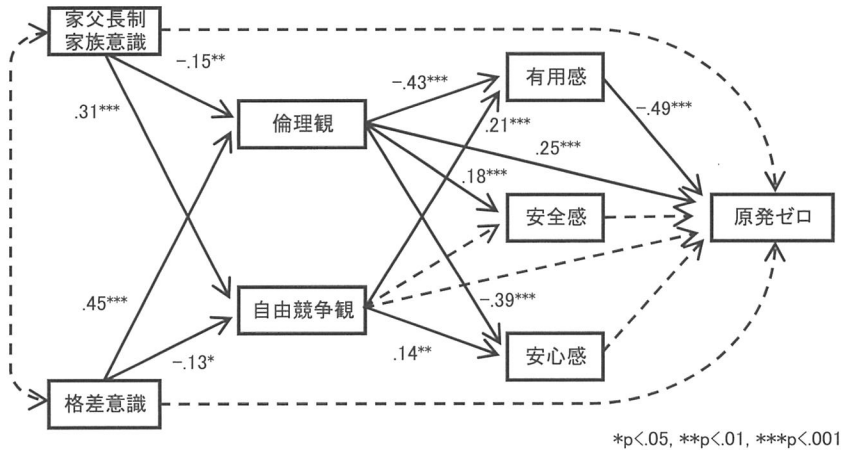 家父長制
家族意識
-.15**
.31***
倫理観
-.43***
有用感
.21***
-.49***
.25***
.18***
安全感
原発ゼロ
.45***
自由競争観
-.39***
-.13*
.14**
安心感
格差意識
*p<.05, **p<.01, ***p<.001